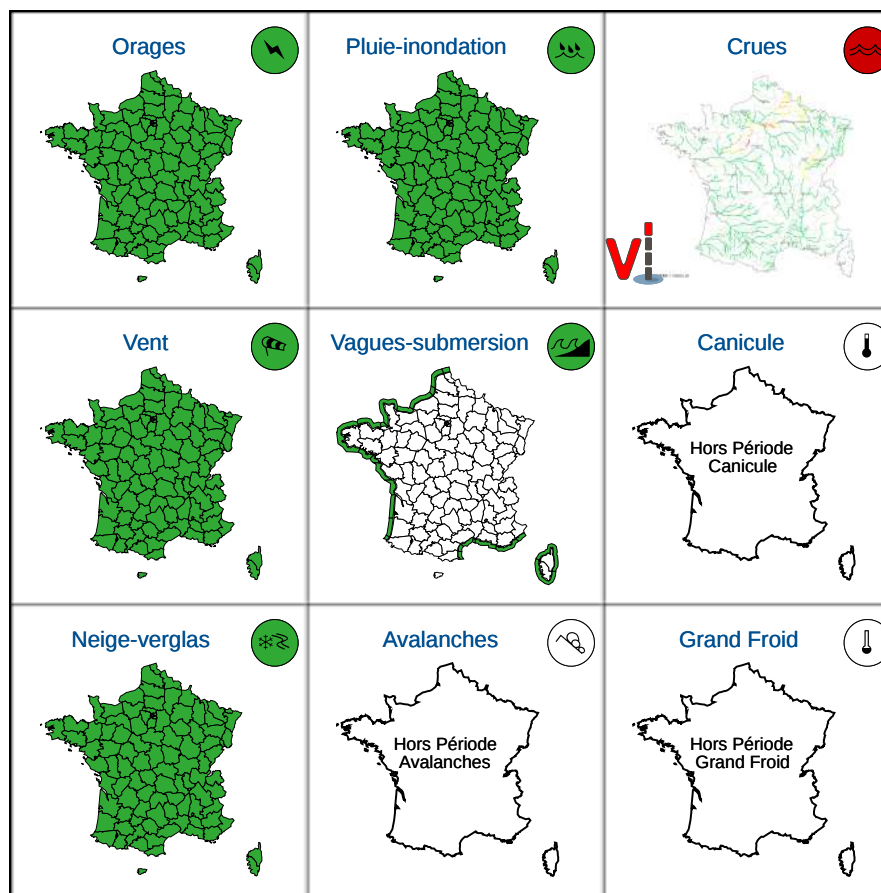 Orages
Pluie-inondation
Crues
Vi
Vent
Vagues-submersion
Canicule
Hors Période
Canicule
Neige-verglas
Avalanches
Grand Froid
Hors Période
Avalanches
Hors Période
Grand Froid